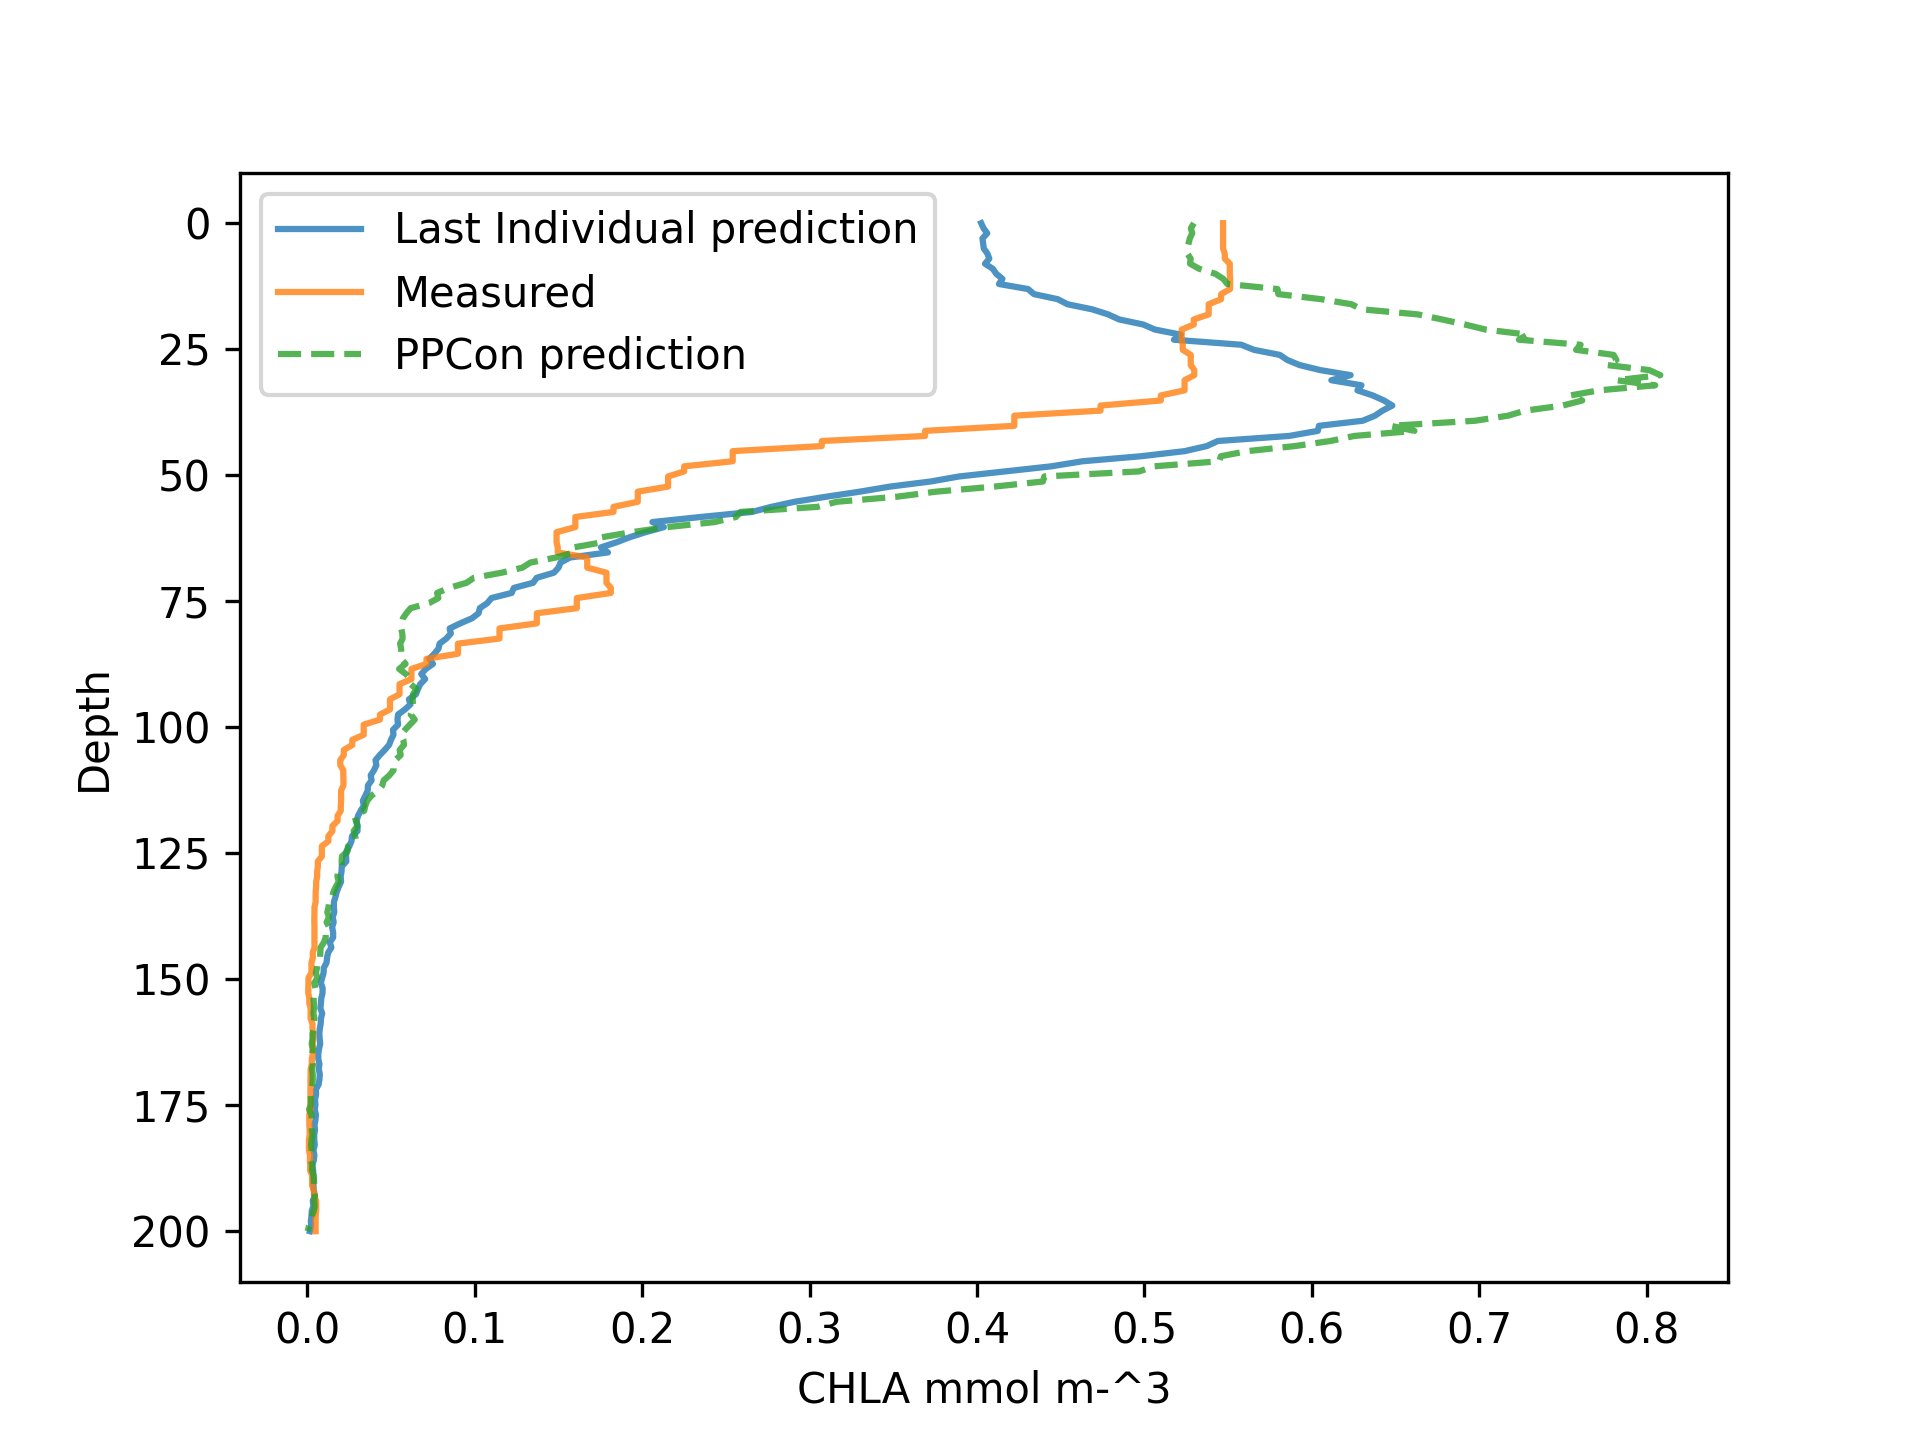 Last Individual prediction
Measured
PPCon prediction
0
25
50
75
100
125
150
175
200
Depth
0.0 0.1 0.2 0.3 0.4 0.5 0.6 0.7 0.8
CHLA mmol m-^3